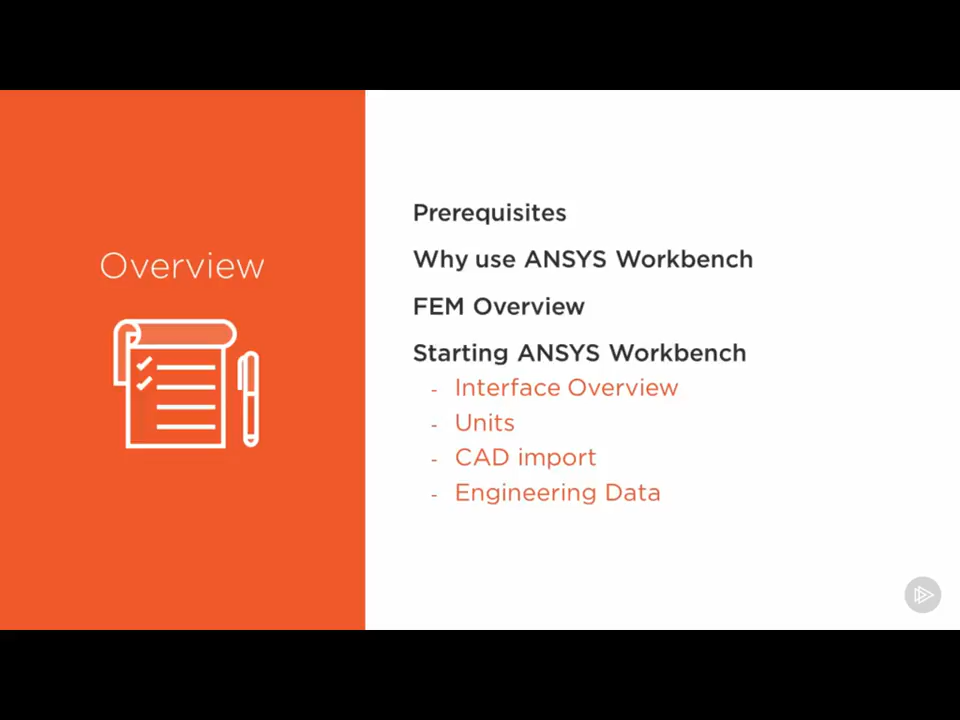 Overview
Prerequisites
Why use ANSYS Workbench
FEM Overview
Starting ANSYS Workbench
- Interface Overview
- Units
- CAD import
- Engineering Data